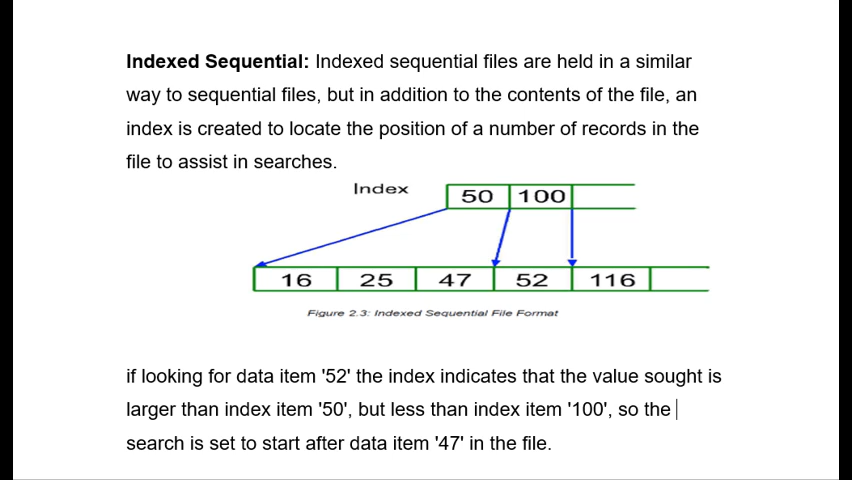 Indexed Sequential: Indexed sequential files are held in a similar
way to sequential files, but in addition to the contents of the file, an
index is created to locate the position of a number of records in the
file to assist in searches.
Index 50 100
16 25 47 52 116
Figure 2.3: Indexed Sequential File Format
if looking for data item '52' the index indicates that the value sought is
larger than index item '50', but less than index item '100', so the
search is set to start after data item '47' in the file.